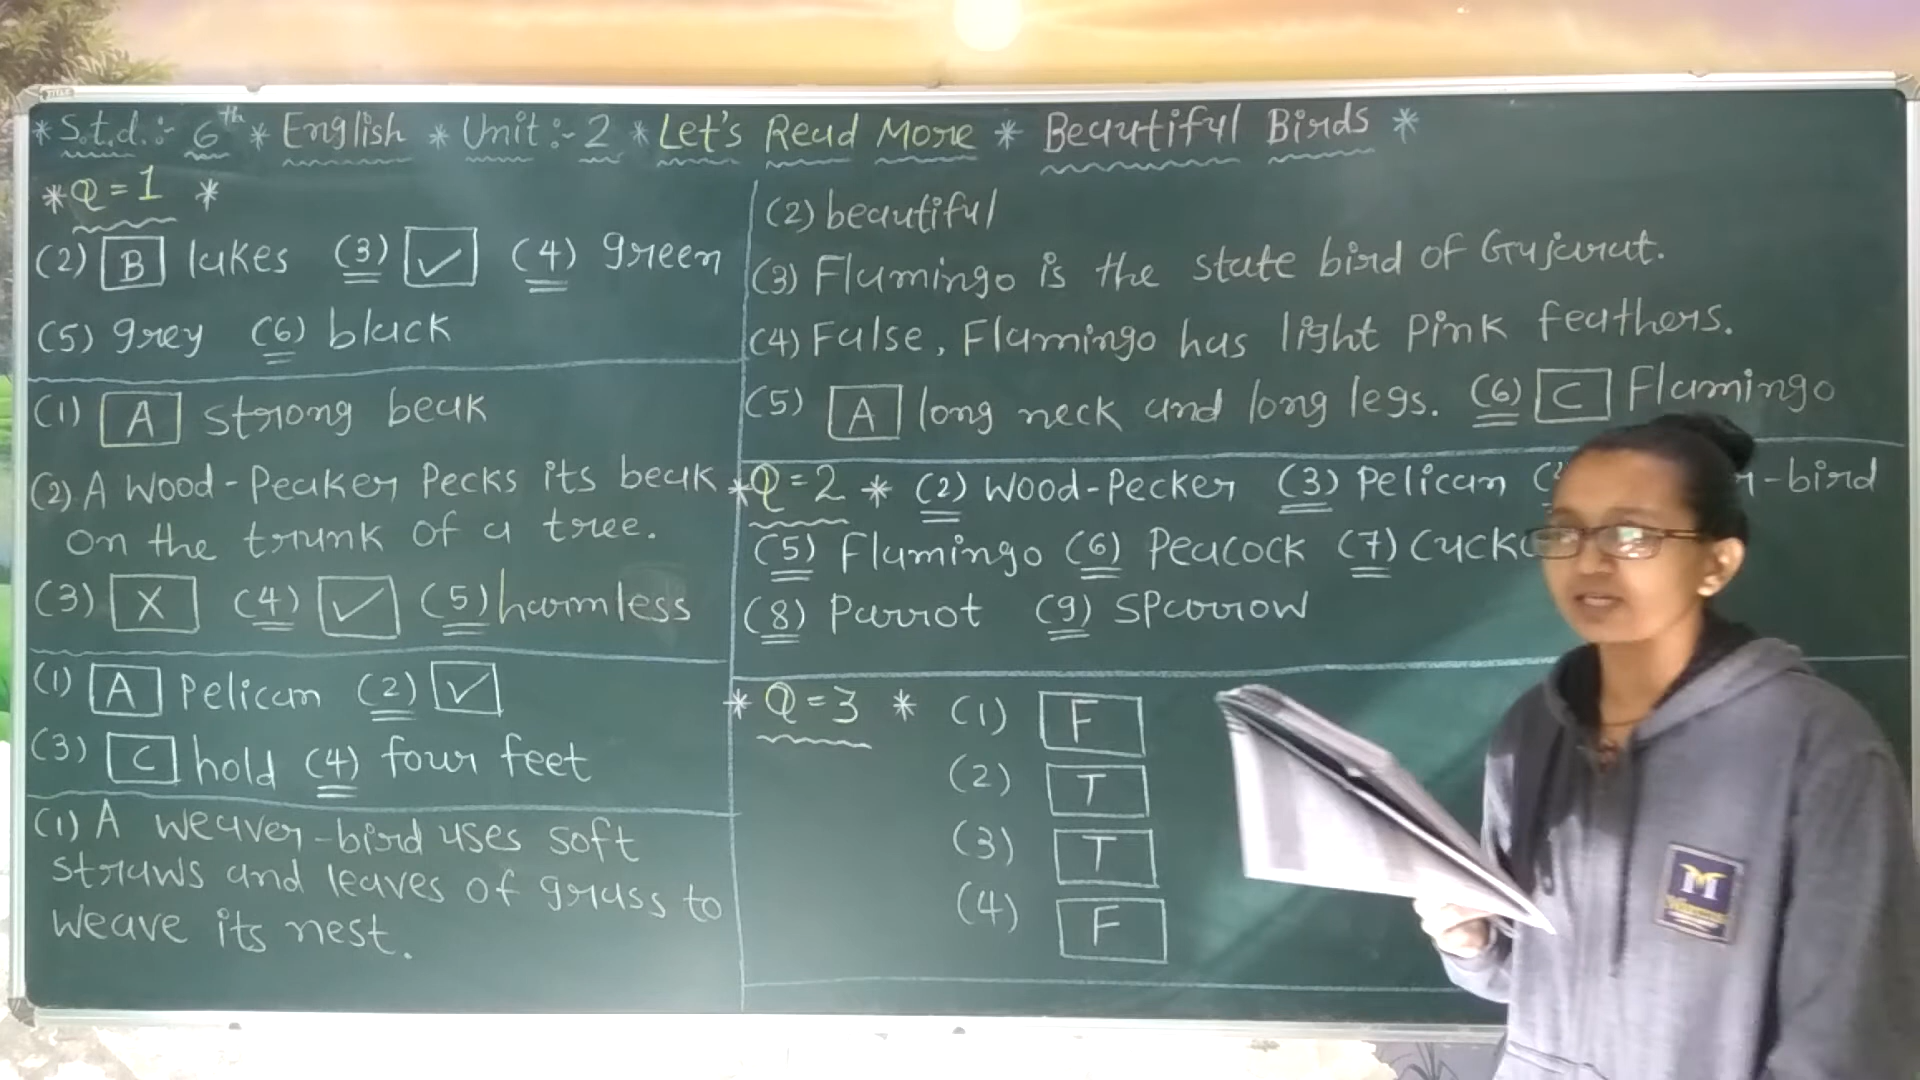 * S.t.d.:- 6th * English * Unit:- 2 * Let's Read More * Beautiful Birds *
* Q=1 *
(2) B lakes (3) ✓ (4) green
(5) grey (6) black
(1) A strong beak
(2) A Wood-Peaker Pecks its beak
on the trunk of a tree.
(3) X (4) ✓ (5) harmless
(1) A Pelican (2) ✓
(3) C hold (4) four feet
(1) A weaver-bird uses soft
straws and leaves of grass to
weave its nest.
(2) beautiful
(3) Flamingo is the state bird of Gujarat.
(4) False, Flamingo has light Pink feathers.
(5) A long neck and long legs. (6) C Flamingo
* Q=2 * (2) Wood-Pecker (3) Pelican -bird
(5) Flamingo (6) Peacock (7)
(8) Parrot (9) Sparrow
* Q=3 * (1) F
(2) T
(3) T
(4) F
M